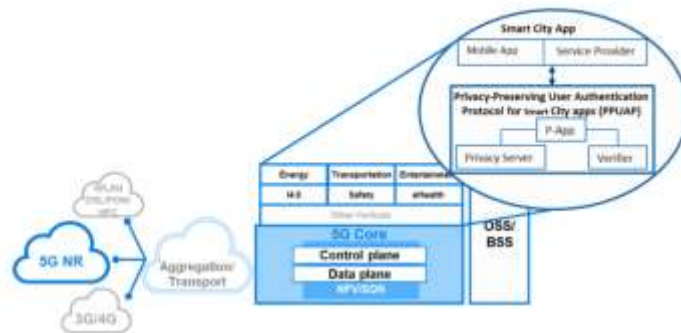 Smart City App
Mobile App
Service Provider
Privacy-Preserving User Authentication
Protocol for Smart City apps (PPUAP)
P-App
Privacy Server
Verifier
Energy
Transportation
Entertainment
I4.0
Safety
eHealth
Other Verticals
5G Core
Control plane
Data plane
NFV/SDN
OSS/
BSS
5G NR
Aggregation/
Transport
3G/4G